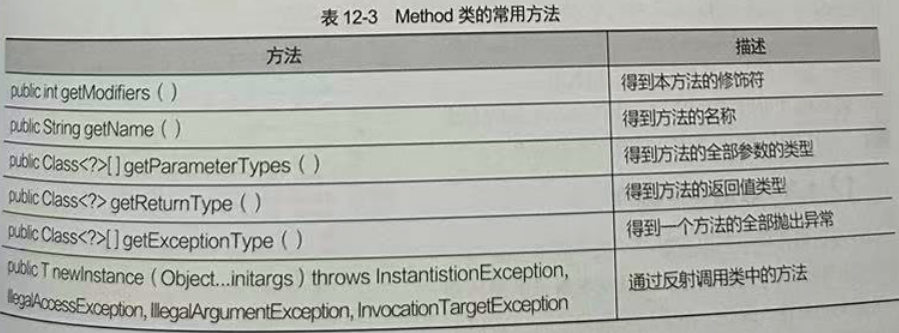 表 12-3 Method 类的常用方法
方法 描述
public int getModifiers ( ) 得到本方法的修饰符
public String getName ( ) 得到方法的名称
public Class<?>[ ] getParameterTypes ( ) 得到方法的全部参数的类型
public Class<?> getReturnType ( ) 得到方法的返回值类型
public Class<?>[ ] getExceptionType ( ) 得到一个方法的全部抛出异常
public T newInstance ( Object...initargs ) throws InstantistionException,
IllegalAccessException, IllegalArgumentException, InvocationTargetException
通过反射调用类中的方法